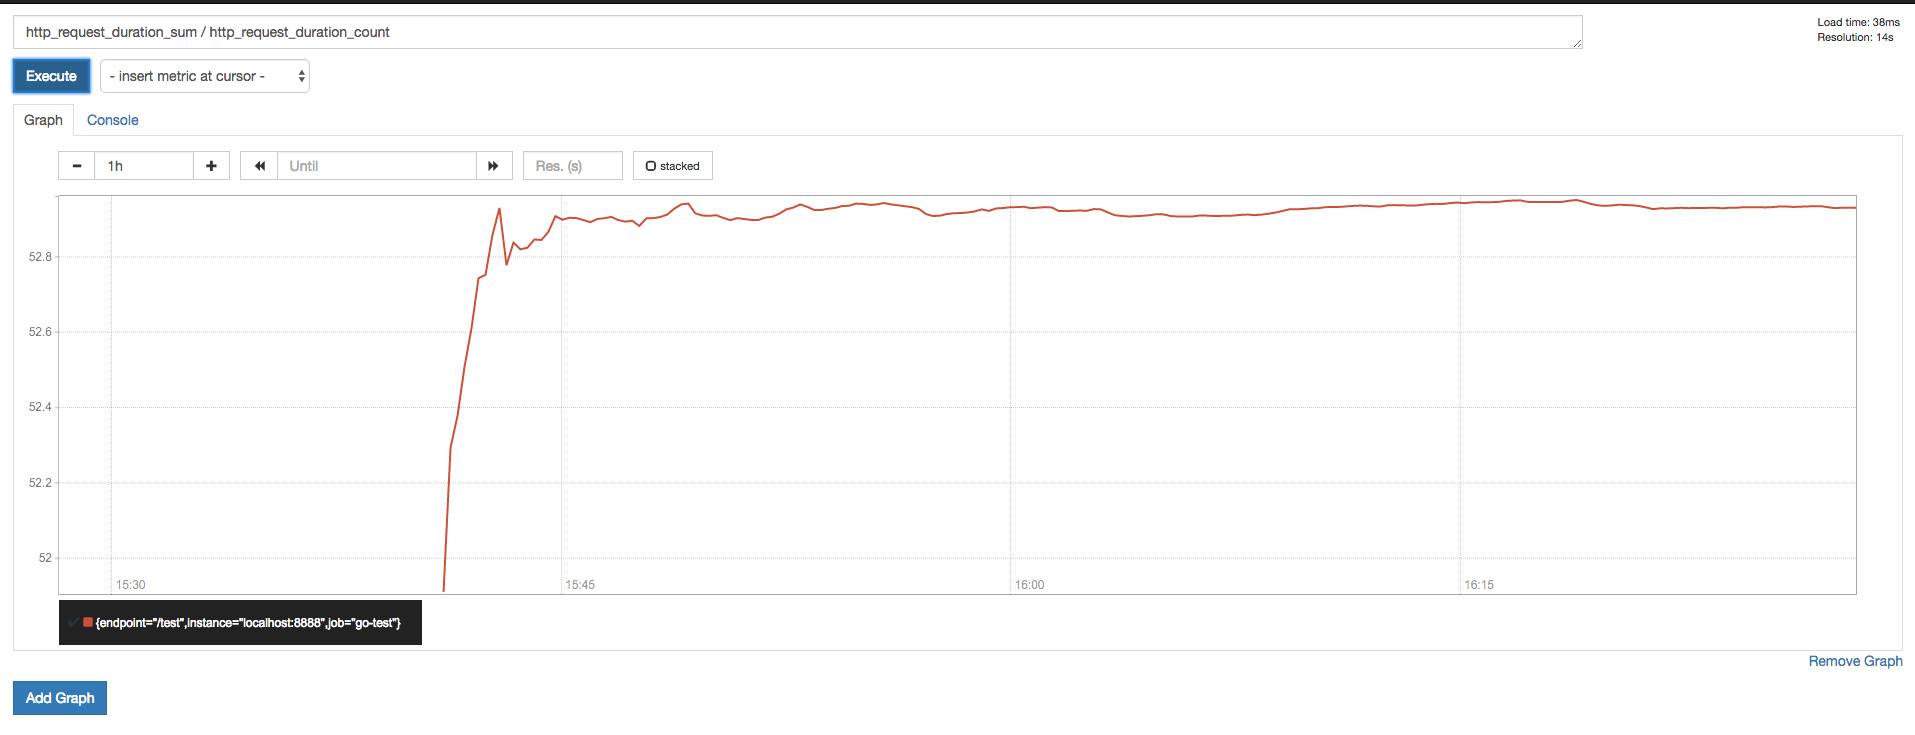 http_request_duration_sum / http_request_duration_count
Load time: 38ms
Resolution: 14s
Execute
- insert metric at cursor -
Graph
Console
1h
Until
Res. (s)
stacked
52.8
52.6
52.4
52.2
52
15:30
15:45
16:00
16:15
{endpoint="/test",instance="localhost:8888",job="go-test"}
Remove Graph
Add Graph